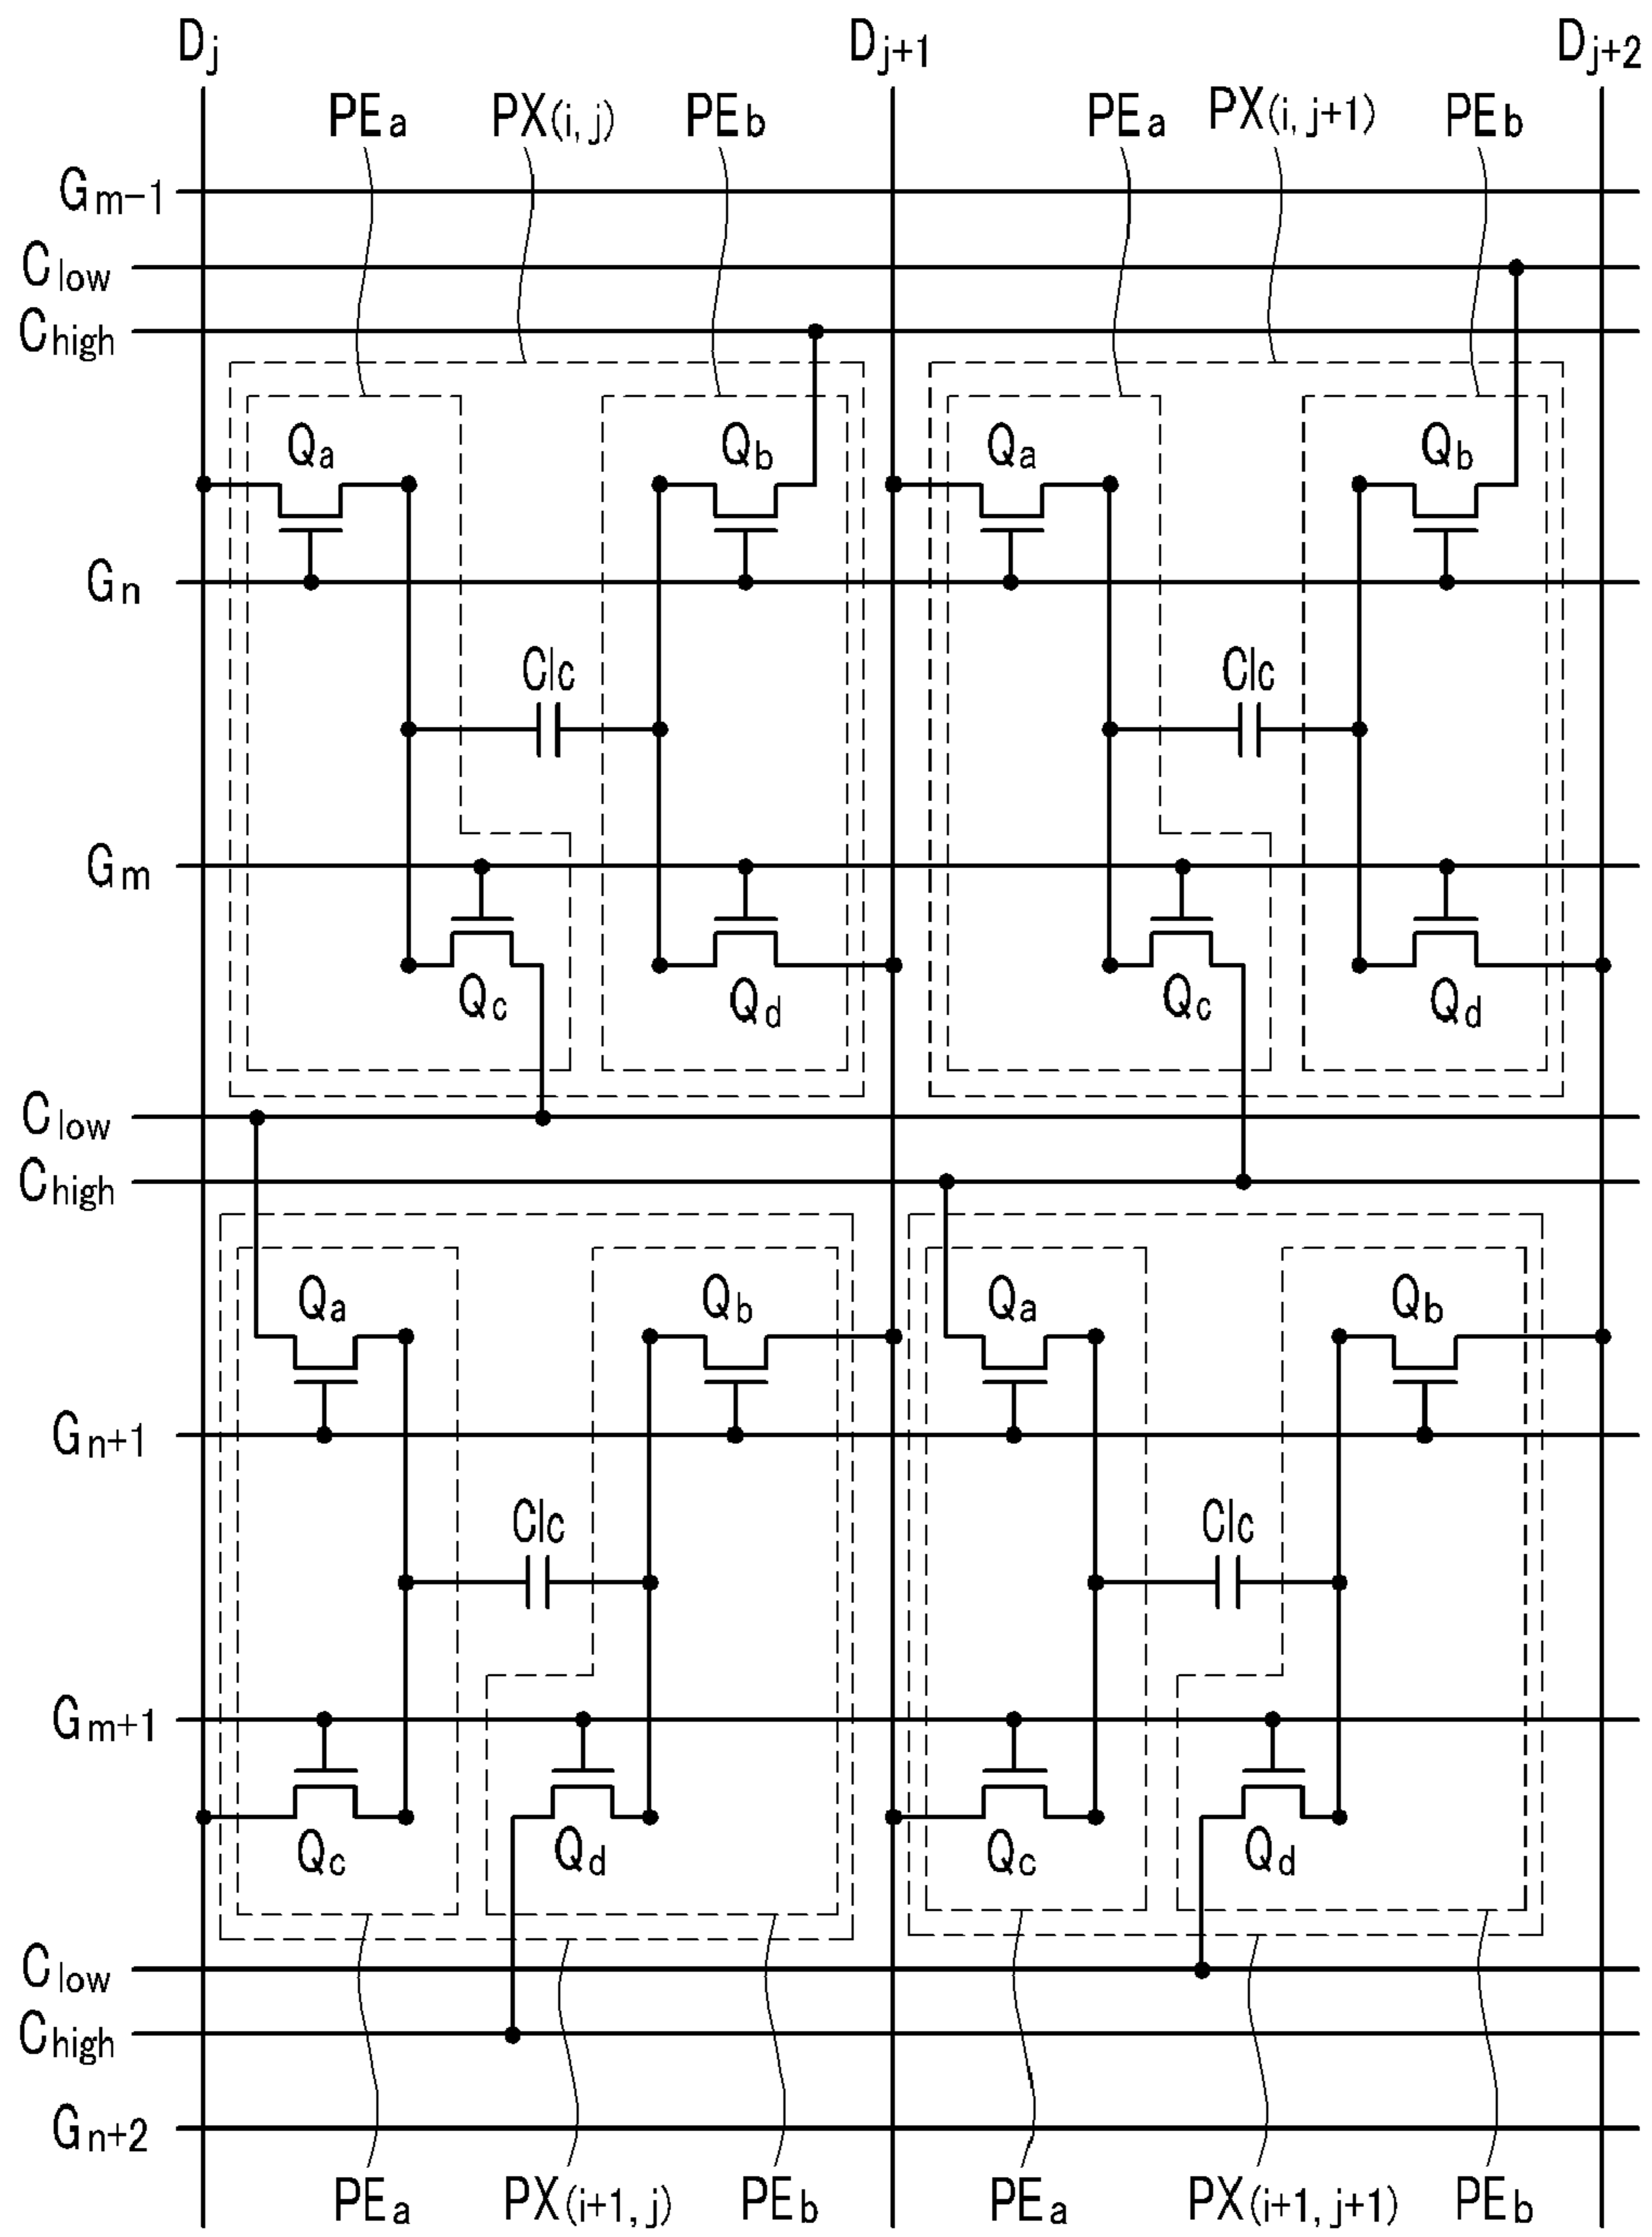 Dj Dj+1 Dj+2
PEa PX(i, j) PEb PEa PX(i, j+1) PEb
Gm-1
Clow
Chigh
Qa Qb Qa Qb
Gn
Clc Clc
Gm
Qc Qd Qc Qd
Clow
Chigh
Qa Qb Qa Qb
Gn+1
Clc Clc
Gm+1
Qc Qd Qc Qd
Clow
Chigh
Gn+2
PEa PX(i+1, j) PEb PEa PX(i+1, j+1) PEb